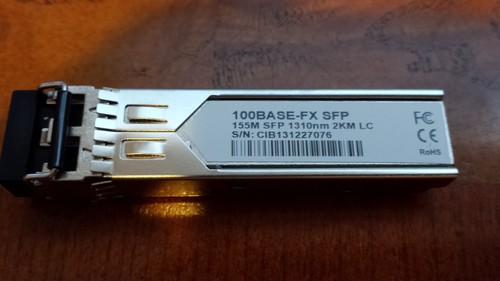 100BASE-FX SFP
155M SFP 1310nm 2KM LC
S/N: CIB131227076
FC
CE
RoHS